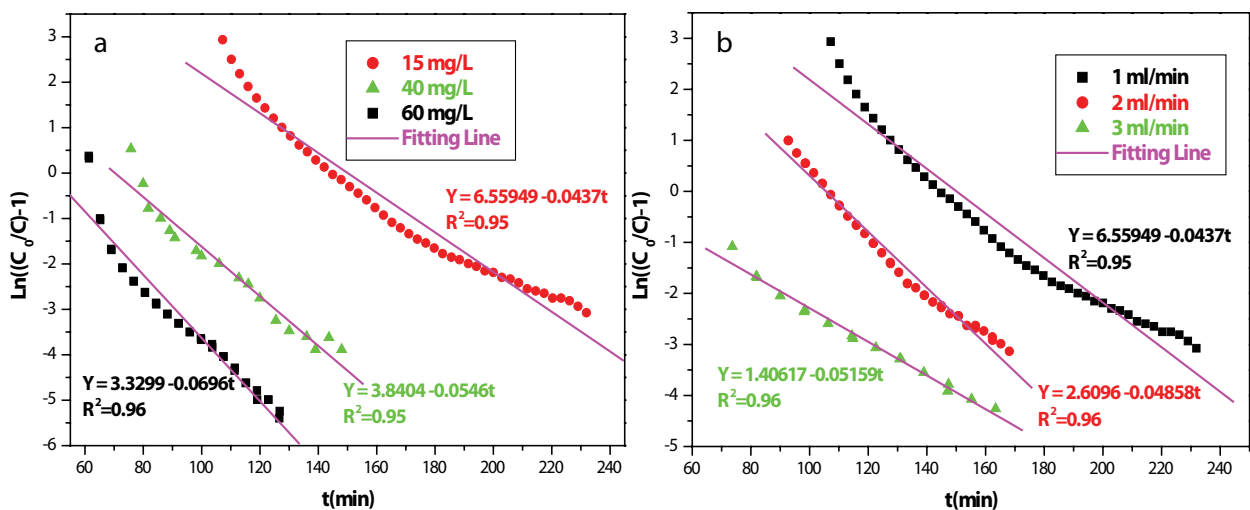 a
15 mg/L
40 mg/L
60 mg/L
Fitting Line
Y = 6.55949 -0.0437t
R²=0.95
Y = 3.3299 -0.0696t
R²=0.96
Y = 3.8404 -0.0546t
R²=0.95
Ln((C₀/C)-1)
3
2
1
0
-1
-2
-3
-4
-5
-6
60 80 100 120 140 160 180 200 220 240
t(min)
b
1 ml/min
2 ml/min
3 ml/min
Fitting Line
Y = 6.55949 -0.0437t
R²=0.95
Y = 1.40617 -0.05159t
R²=0.96
Y = 2.6096 -0.04858t
R²=0.96
Ln((C₀/C)-1)
3
2
1
0
-1
-2
-3
-4
-5
60 80 100 120 140 160 180 200 220 240
t(min)